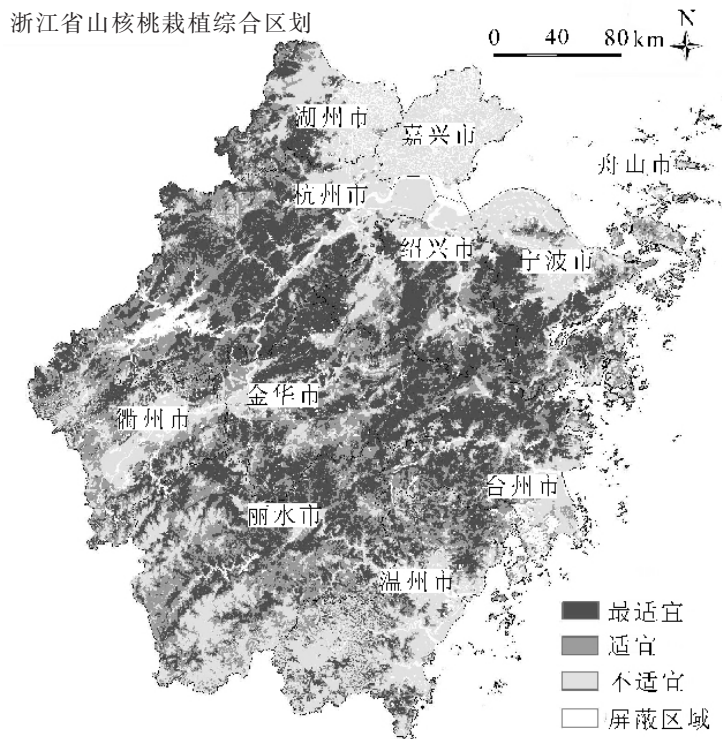 浙江省山核桃栽植综合区划
N
0 40 80 km
湖州市
嘉兴市
舟山市
杭州市
绍兴市
宁波市
金华市
衢州市
台州市
丽水市
温州市
最适宜
适宜
不适宜
屏蔽区域